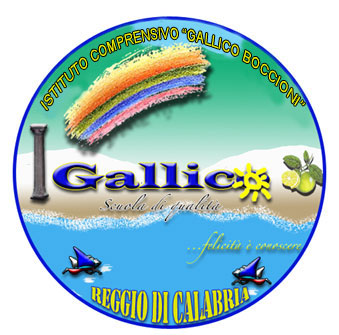 ISTITUTO COMPRENSIVO "GALLICO BOCCIONI"
Gallico
Scuola di qualità
...felicità è conoscere
REGGIO DI CALABRIA